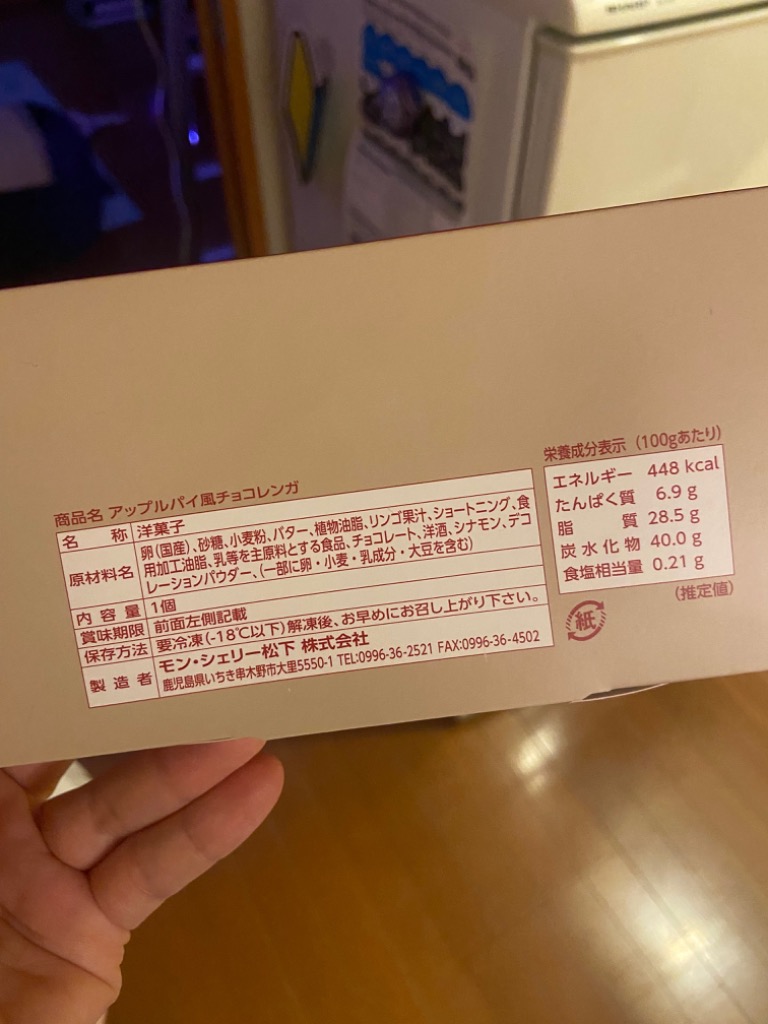 商品名 アップルパイ風チョコレンガ
名称 洋菓子
原材料名 卵(国産)、砂糖、小麦粉、バター、植物油脂、リンゴ果汁、ショートニング、食
用加工油脂、乳等を主原料とする食品、チョコレート、洋酒、シナモン、デコ
レーションパウダー、(一部に卵・小麦・乳成分・大豆を含む)
内容量 1個
賞味期限 前面左側記載
保存方法 要冷凍(-18℃以下)解凍後、お早めにお召し上がり下さい。
製造者 モン・シェリー松下 株式会社
鹿児島県いちき串木野市大里5550-1 TEL:0996-36-2521 FAX:0996-36-4502
栄養成分表示 (100gあたり)
エネルギー 448 kcal
たんぱく質 6.9 g
脂質 28.5 g
炭水化物 40.0 g
食塩相当量 0.21 g
(推定値)
紙